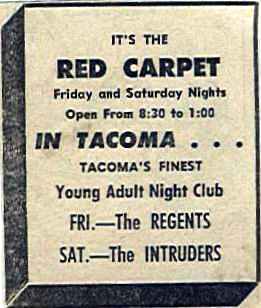 IT'S THE
RED CARPET
Friday and Saturday Nights
Open From 8:30 to 1:00
IN TACOMA . . .
TACOMA'S FINEST
Young Adult Night Club
FRI.—The REGENTS
SAT.—The INTRUDERS